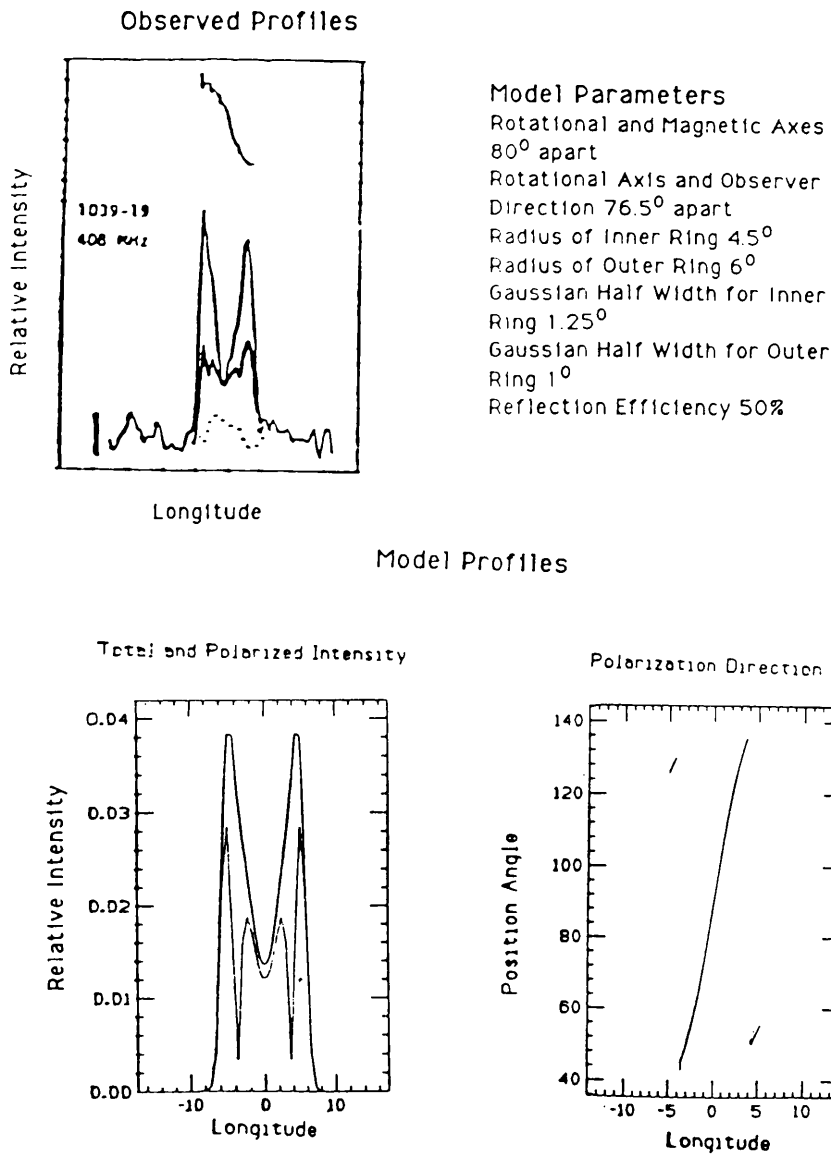 Observed Profiles
Relative Intensity
1039-19
408 MHZ
Longitude
Model Parameters
Rotational and Magnetic Axes
80° apart
Rotational Axis and Observer
Direction 76.5° apart
Radius of Inner Ring 4.5°
Radius of Outer Ring 6°
Gaussian Half Width for Inner
Ring 1.25°
Gaussian Half Width for Outer
Ring 1°
Reflection Efficiency 50%
Model Profiles
Total and Polarized Intensity
Relative Intensity
0.04
0.03
0.02
0.01
0.00
-10 0 10
Longitude
Polarization Direction
Position Angle
140
120
100
80
60
40
-10 -5 0 5 10
Longitude